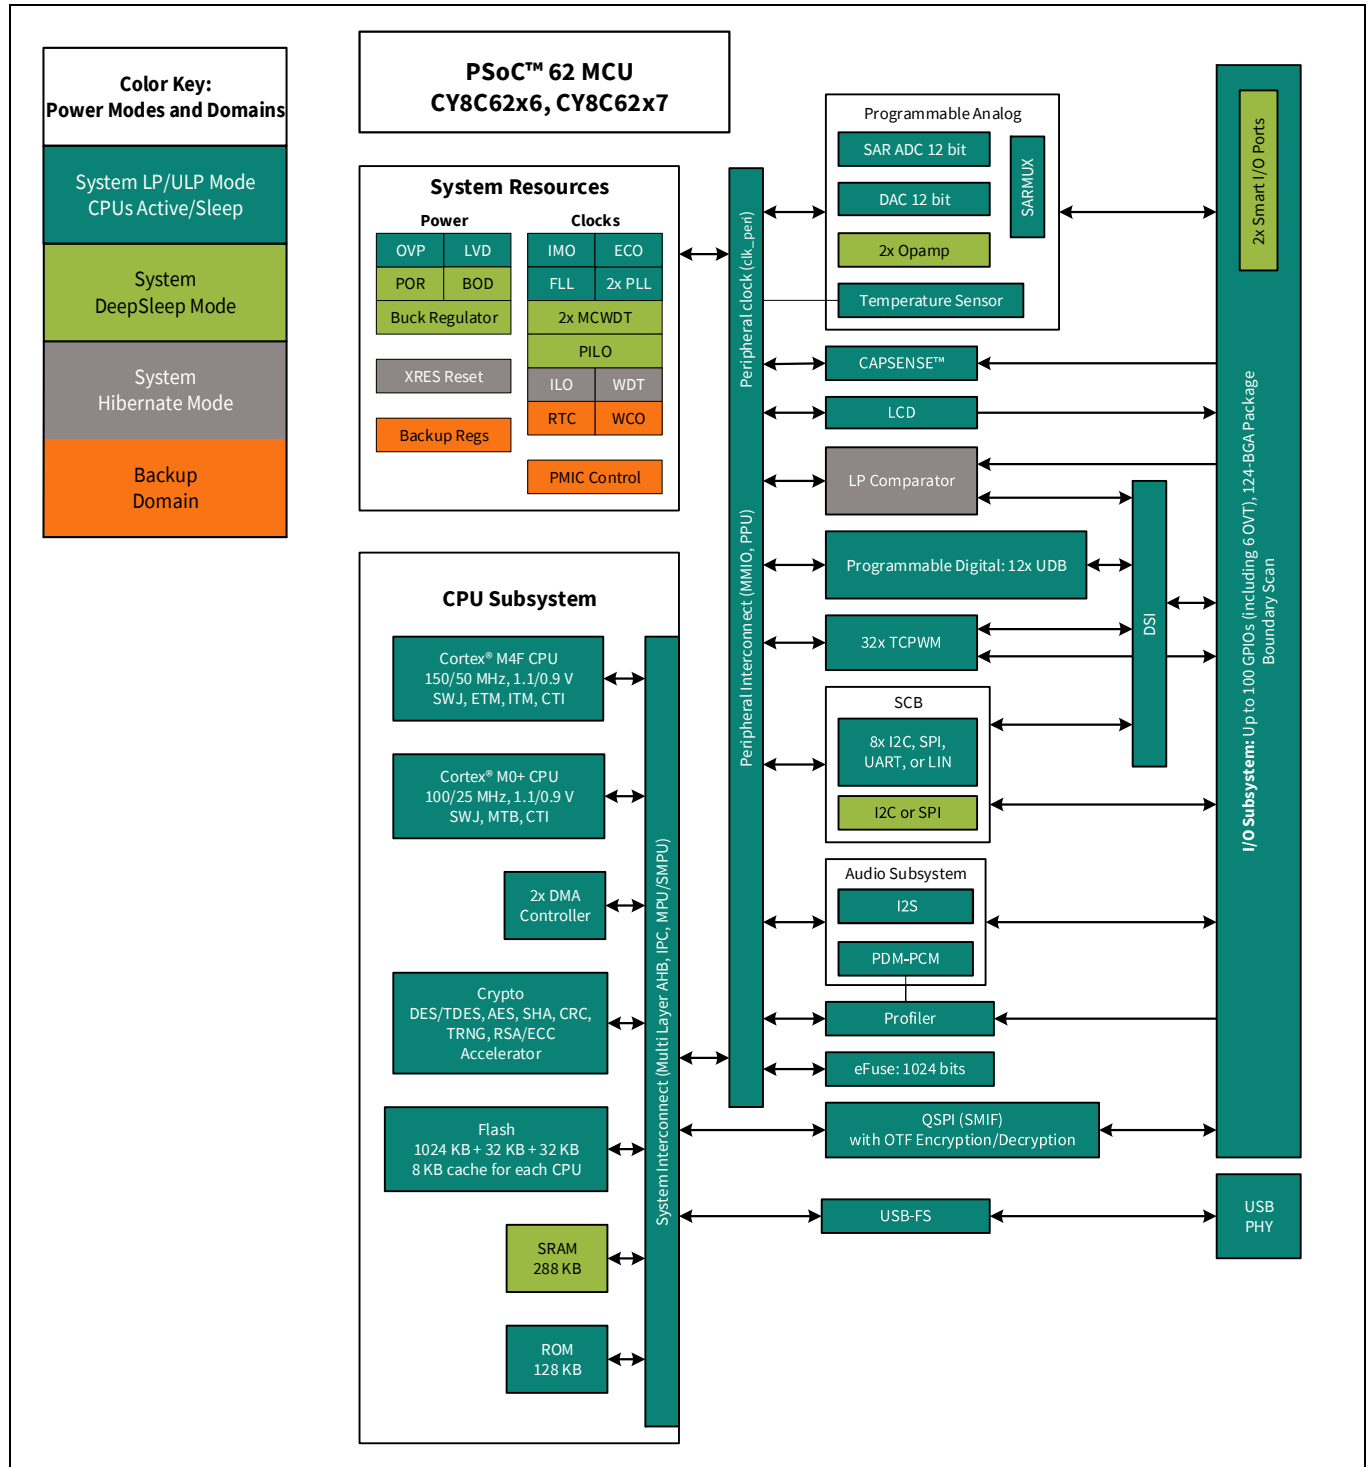 Color Key:
Power Modes and Domains
System LP/ULP Mode
CPUs Active/Sleep
System
DeepSleep Mode
System
Hibernate Mode
Backup
Domain
PSoC™ 62 MCU
CY8C62x6, CY8C62x7
System Resources
Power
Clocks
OVP
LVD
POR
BOD
Buck Regulator
XRES Reset
Backup Regs
IMO
ECO
FLL
2x PLL
2x MCWDT
PILO
ILO
WDT
RTC
WCO
PMIC Control
CPU Subsystem
Cortex® M4F CPU
150/50 MHz, 1.1/0.9 V
SWJ, ETM, ITM, CTI
Cortex® M0+ CPU
100/25 MHz, 1.1/0.9 V
SWJ, MTB, CTI
2x DMA
Controller
Crypto
DES/TDES, AES, SHA, CRC,
TRNG, RSA/ECC
Accelerator
Flash
1024 KB + 32 KB + 32 KB
8 KB cache for each CPU
SRAM
288 KB
ROM
128 KB
System Interconnect (Multi Layer AHB, IPC, MPU/SMPU)
Peripheral clock (clk_peri)
Peripheral Interconnect (MMIO, PPU)
Programmable Analog
SAR ADC 12 bit
DAC 12 bit
2x Opamp
SARMUX
Temperature Sensor
CAPSENSE™
LCD
LP Comparator
Programmable Digital: 12x UDB
32x TCPWM
SCB
8x I2C, SPI,
UART, or LIN
I2C or SPI
DSI
Audio Subsystem
I2S
PDM-PCM
Profiler
eFuse: 1024 bits
QSPI (SMIF)
with OTF Encryption/Decryption
USB-FS
2x Smart I/O Ports
I/O Subsystem: Up to 100 GPIOs (including 6 OVT), 124-BGA Package
Boundary Scan
USB
PHY